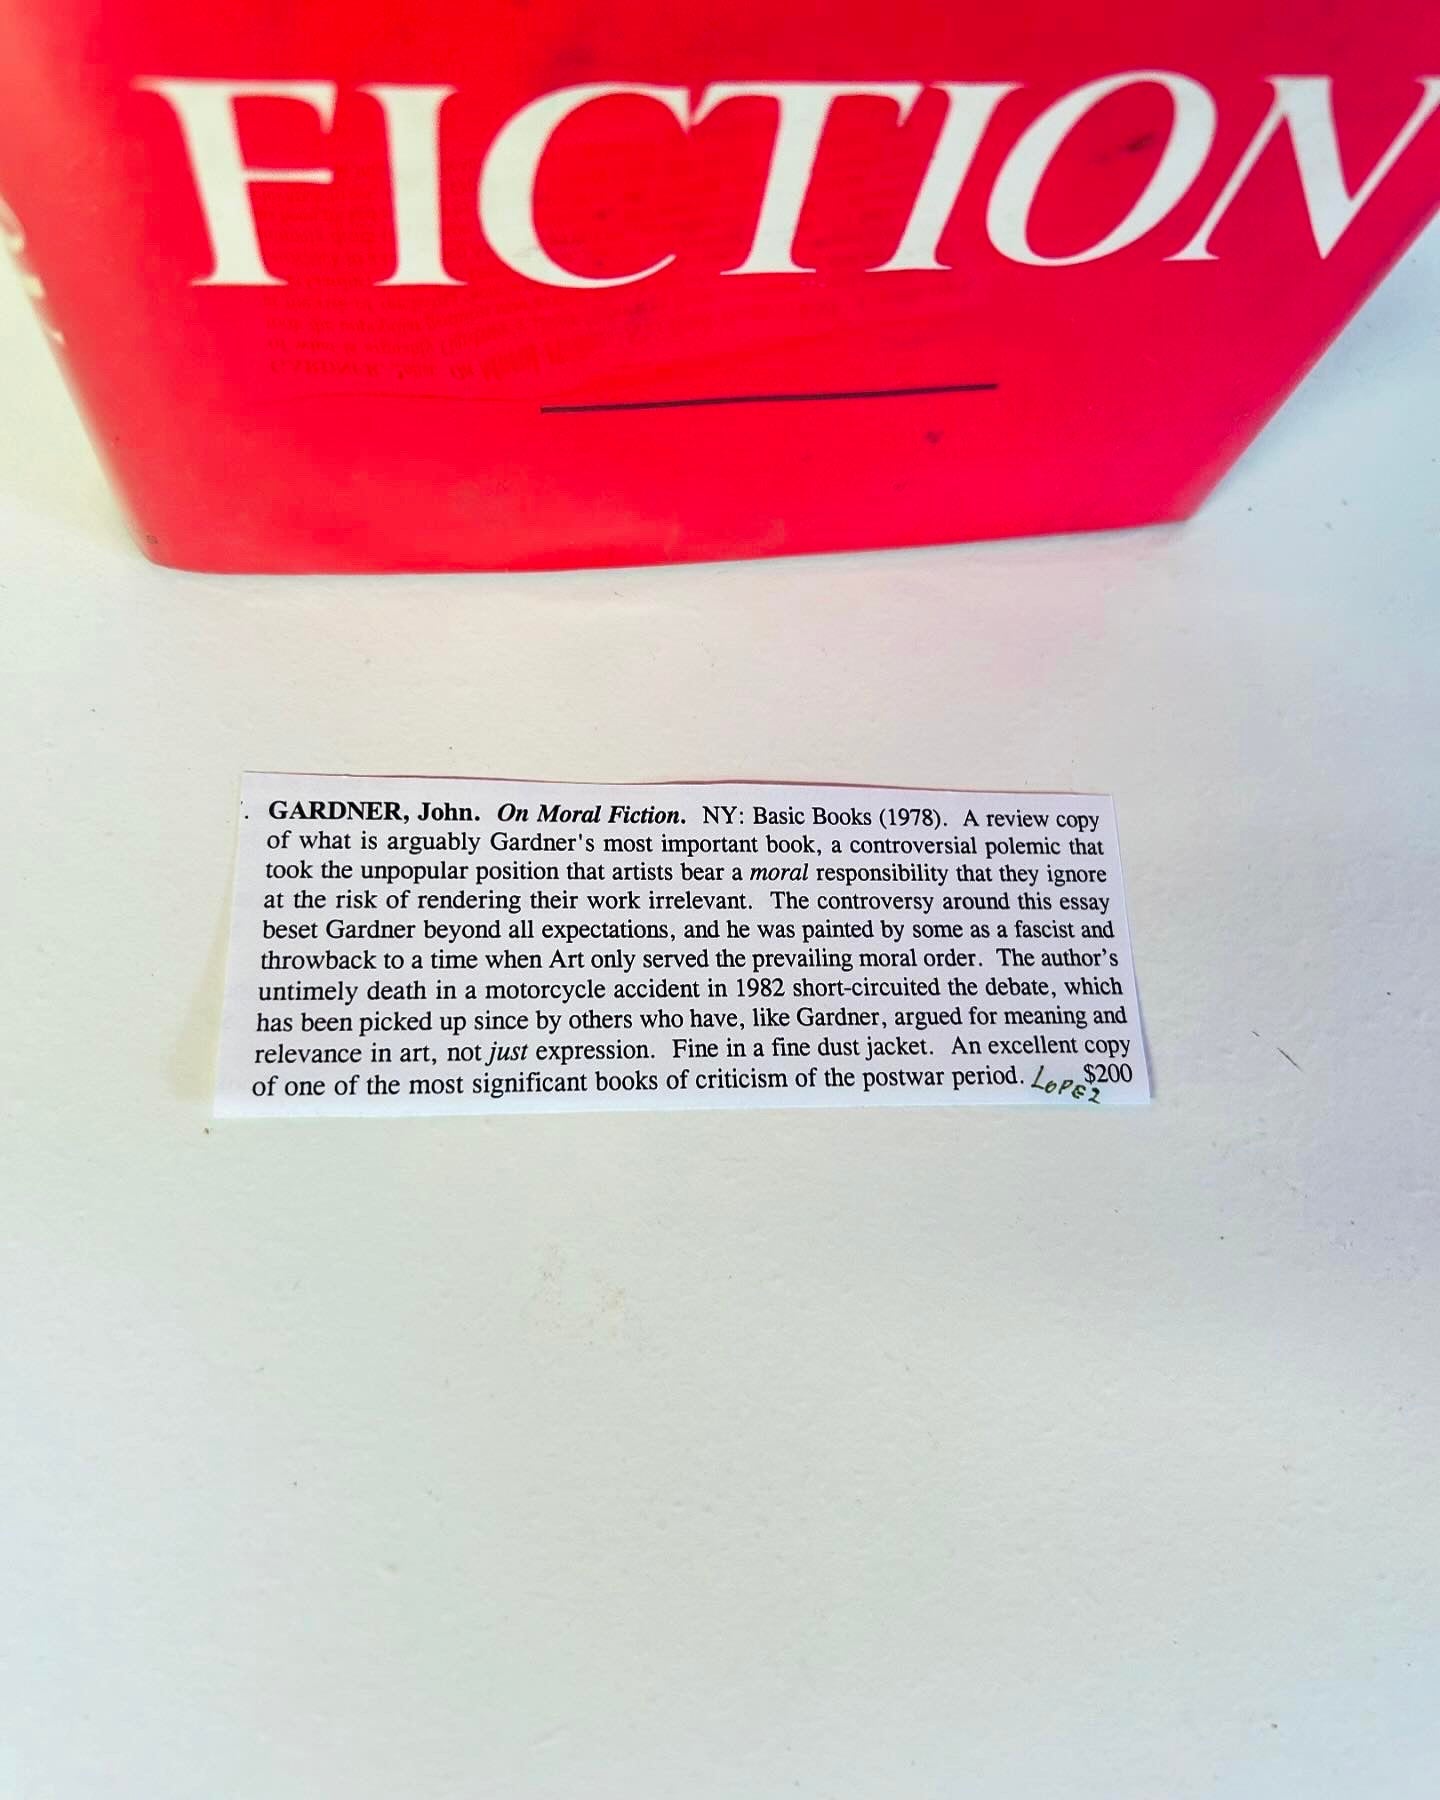 FICTION
. GARDNER, John. On Moral Fiction. NY: Basic Books (1978). A review copy
of what is arguably Gardner's most important book, a controversial polemic that
took the unpopular position that artists bear a moral responsibility that they ignore
at the risk of rendering their work irrelevant. The controversy around this essay
beset Gardner beyond all expectations, and he was painted by some as a fascist and
throwback to a time when Art only served the prevailing moral order. The author's
untimely death in a motorcycle accident in 1982 short-circuited the debate, which
has been picked up since by others who have, like Gardner, argued for meaning and
relevance in art, not just expression. Fine in a fine dust jacket. An excellent copy
of one of the most significant books of criticism of the postwar period. LOPEZ $200